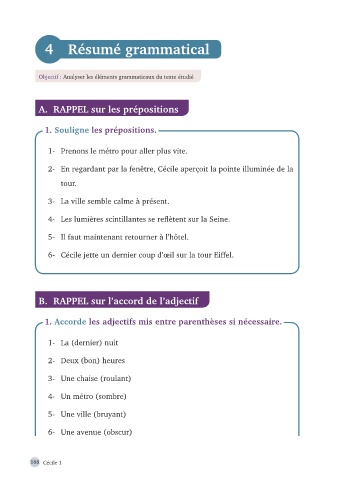 4 Résumé grammatical
Objectif : Analyser les éléments grammaticaux du texte étudié
A. RAPPEL sur les prépositions
1. Souligne les prépositions.
1- Prenons le métro pour aller plus vite.
2- En regardant par la fenêtre, Cécile aperçoit la pointe illuminée de la
tour.
3- La ville semble calme à présent.
4- Les lumières scintillantes se reflètent sur la Seine.
5- Il faut maintenant retourner à l'hôtel.
6- Cécile jette un dernier coup d'œil sur la tour Eiffel.
B. RAPPEL sur l'accord de l'adjectif
1. Accorde les adjectifs mis entre parenthèses si nécessaire.
1- La (dernier) nuit
2- Deux (bon) heures
3- Une chaise (roulant)
4- Un métro (sombre)
5- Une ville (bruyant)
6- Une avenue (obscur)
188 Cécile 1